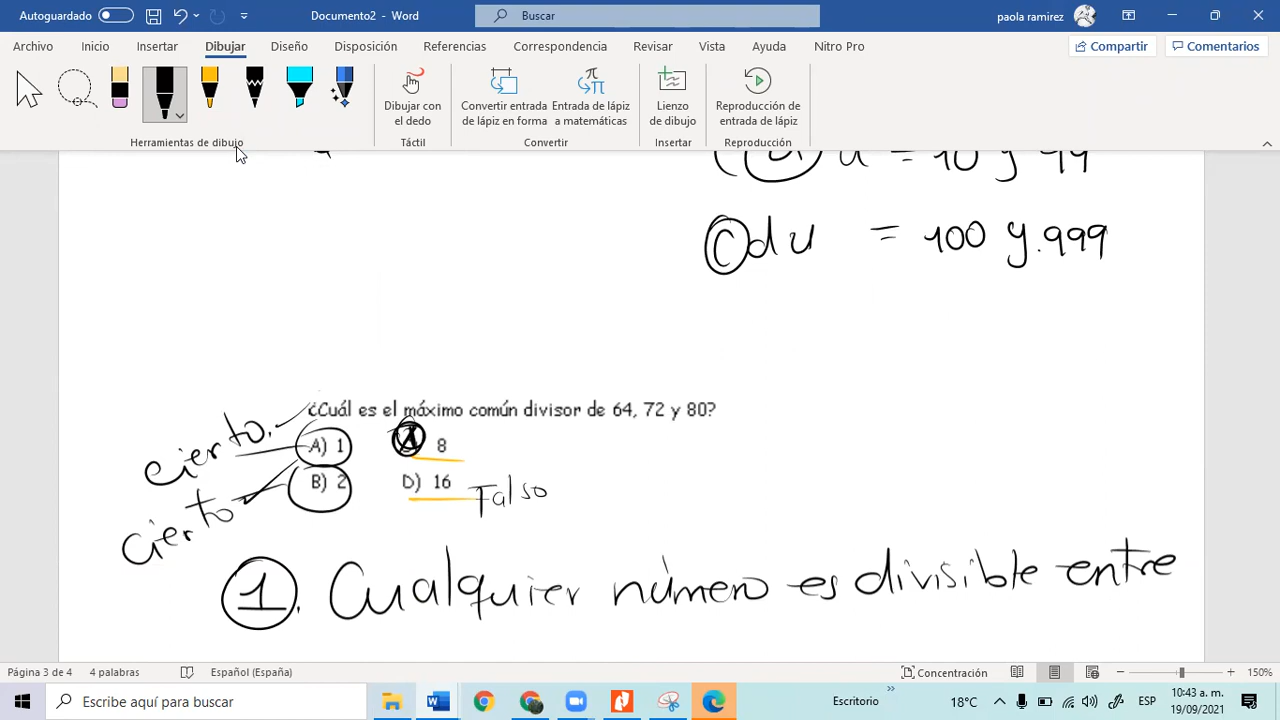 Autoguardado Documento2 - Word Buscar paola ramirez
Archivo Inicio Insertar Dibujar Diseño Disposición Referencias Correspondencia Revisar Vista Ayuda Nitro Pro Compartir Comentarios
Dibujar con el dedo
Convertir entrada de lápiz en forma
Entrada de lápiz a matemáticas
Lienzo de dibujo
Reproducción de entrada de lápiz
Herramientas de dibujo Táctil Convertir Insertar Reproducción
u = 10 y 99
C d u = 100 y .999
¿Cuál es el máximo común divisor de 64, 72 y 80?
cierto. A) 1 8
cierto B) 2 D) 16 Falso
1. Cualquier número es divisible entre
Página 3 de 4 4 palabras Español (España) Concentración 150%
Escribe aquí para buscar Escritorio » 18°C ESP 10:43 a. m.
19/09/2021